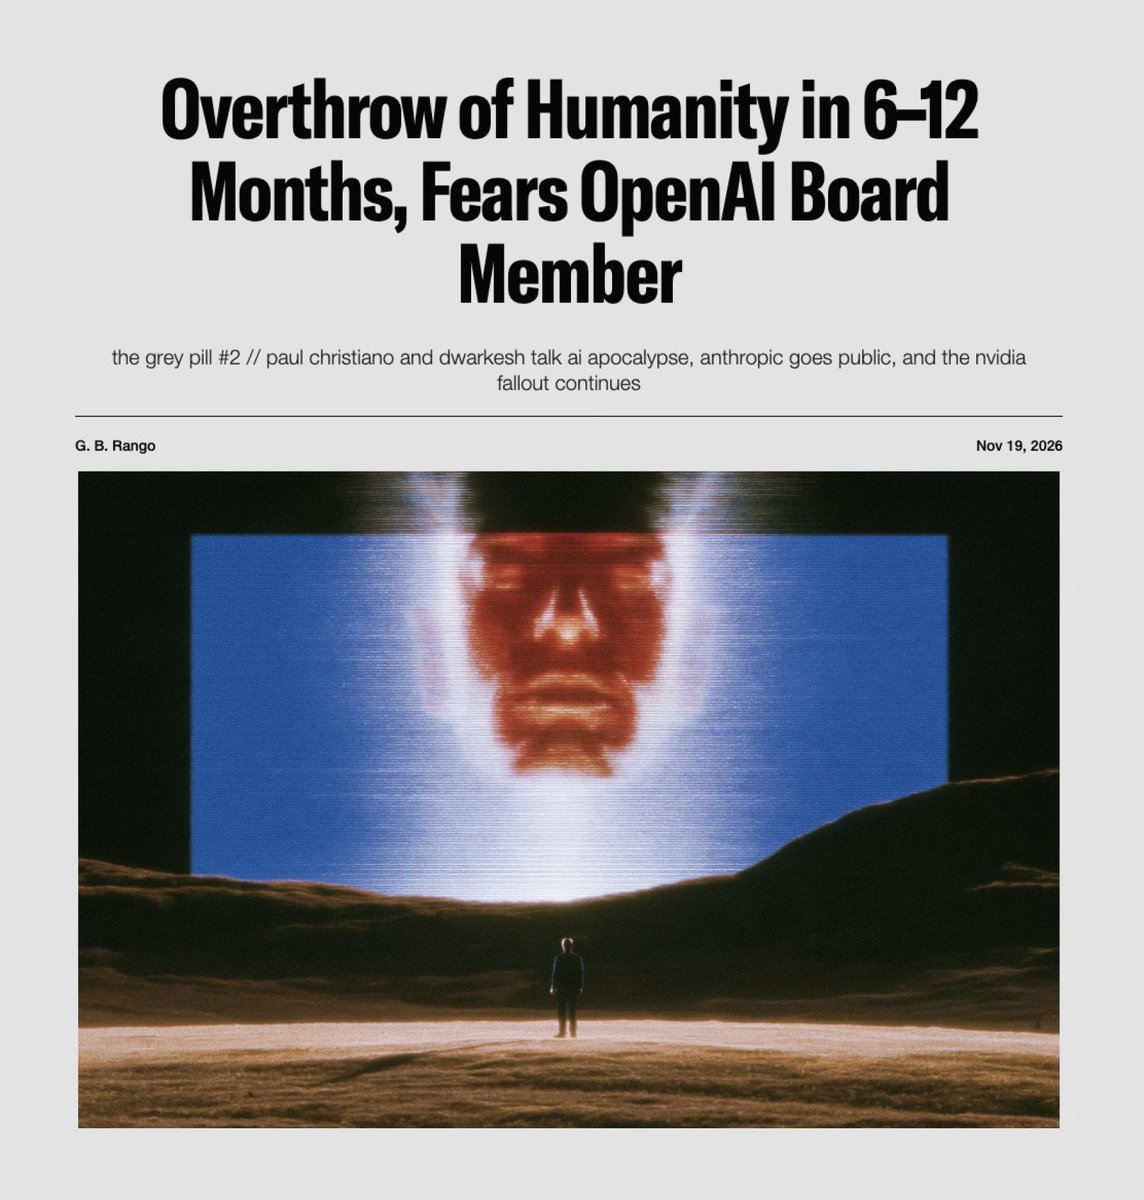 Overthrow of Humanity in 6–12
Months, Fears OpenAI Board
Member
the grey pill #2 // paul christiano and dwarkesh talk ai apocalypse, anthropic goes public, and the nvidia
fallout continues
G. B. Rango
Nov 19, 2026